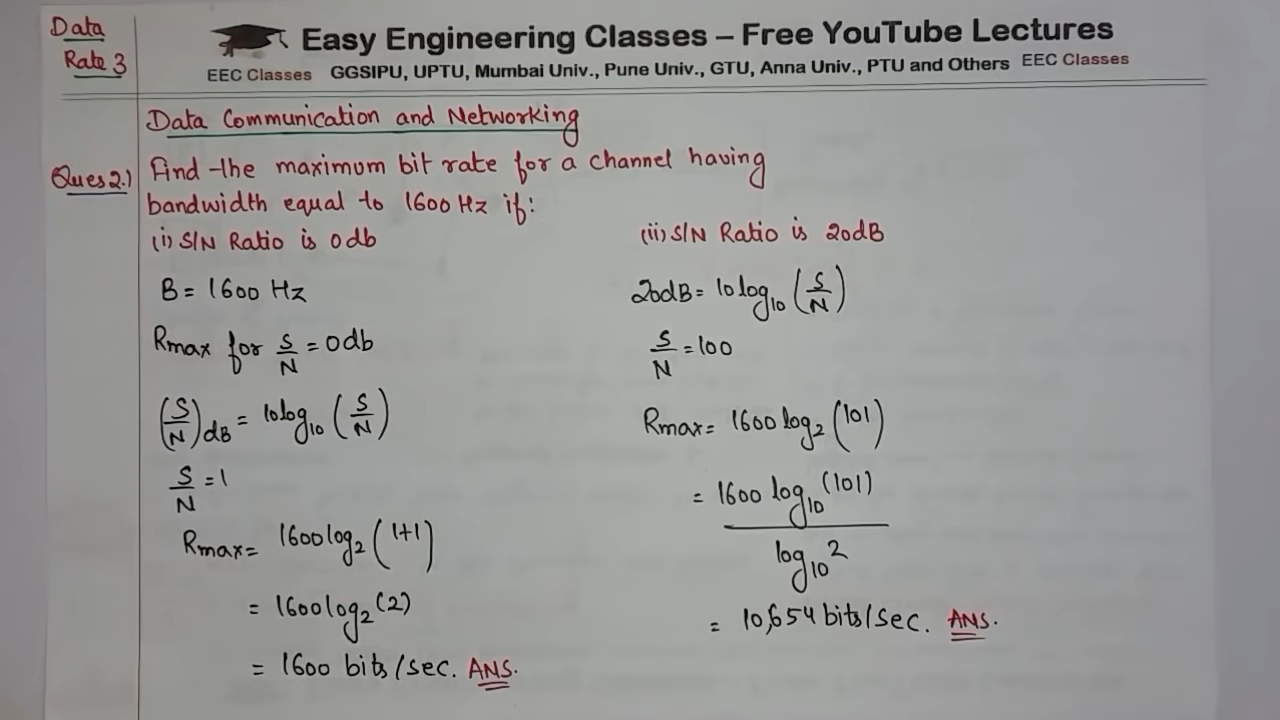 Data
Rate 3
Easy Engineering Classes – Free YouTube Lectures
EEC Classes GGSIPU, UPTU, Mumbai Univ., Pune Univ., GTU, Anna Univ., PTU and Others EEC Classes
Data Communication and Networking
Ques 2.) Find the maximum bit rate for a channel having
bandwidth equal to 1600 Hz if:
(i) S/N Ratio is 0db
B = 1600 Hz
Rmax for S/N = 0db
(S/N)dB = 10log10 (S/N)
S/N = 1
Rmax = 1600log2 (1+1)
= 1600log2 (2)
= 1600 bits/sec. ANS.
(ii) S/N Ratio is 20dB
20dB = 10log10 (S/N)
S/N = 100
Rmax = 1600 log2 (101)
= 1600 log10 (101)
log10 2
= 10,654 bits/sec. ANS.